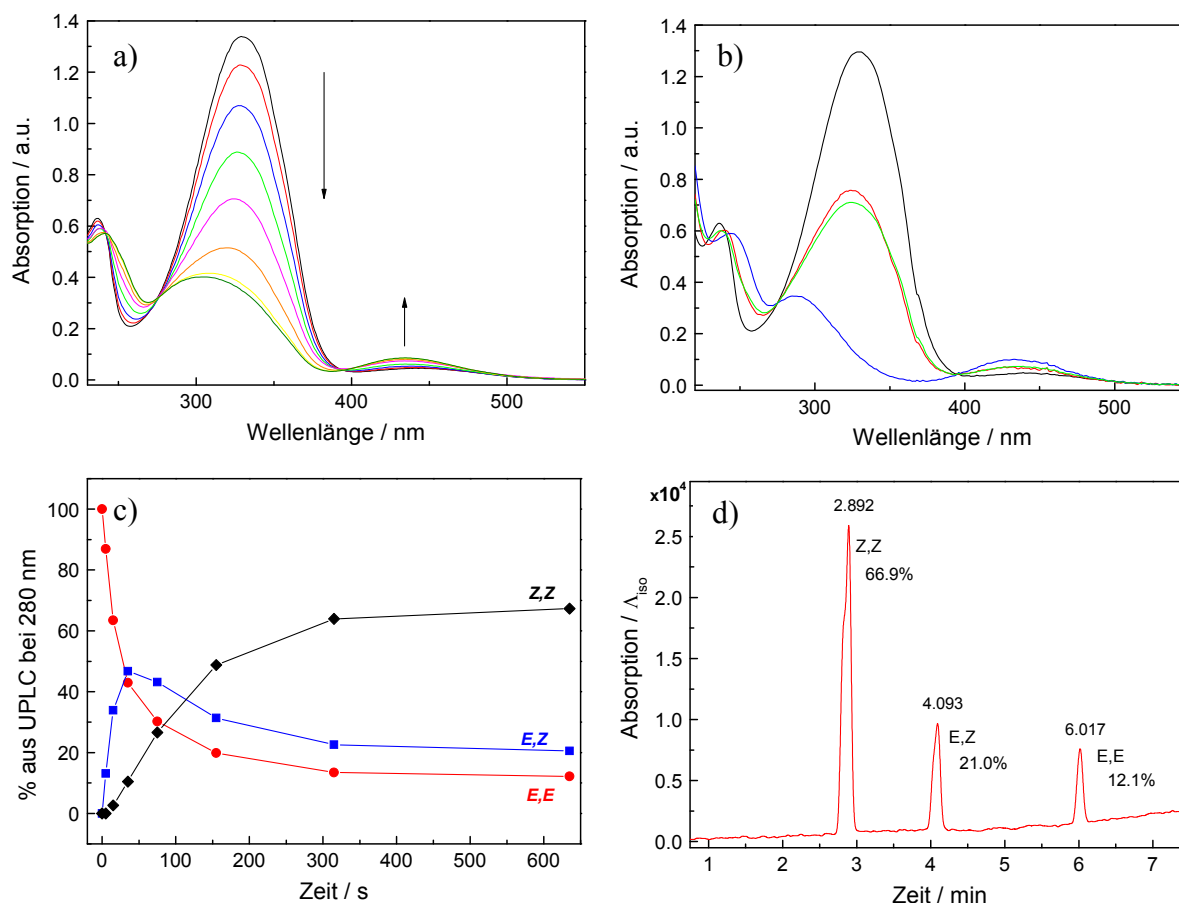 a)
1.4
1.2
1.0
0.8
0.6
0.4
0.2
0.0
Absorption / a.u.
300
400
500
Wellenlänge / nm
b)
1.4
1.2
1.0
0.8
0.6
0.4
0.2
0.0
Absorption / a.u.
300
400
500
Wellenlänge / nm
c)
100
80
60
40
20
0
% aus UPLC bei 280 nm
Z,Z
E,Z
E,E
0
100
200
300
400
500
600
Zeit / s
d)
x10⁴
2.5
2.0
1.5
1.0
0.5
0.0
Absorption / Λiso
2.892
Z,Z
66.9%
4.093
E,Z
21.0%
6.017
E,E
12.1%
1
2
3
4
5
6
7
Zeit / min